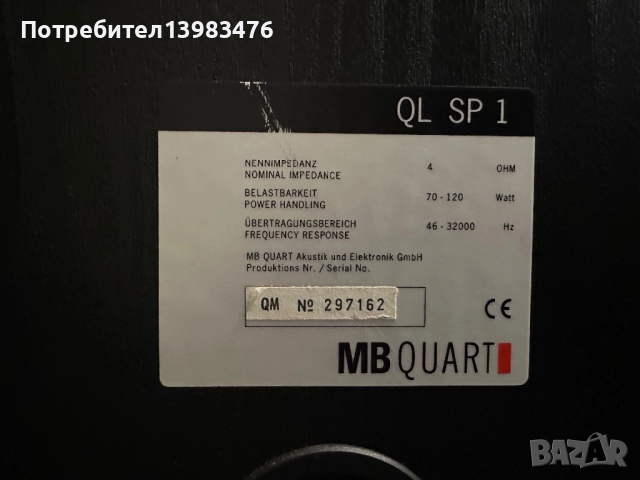 Потребител13983476
QL SP 1
NENNIMPEDANZ
NOMINAL IMPEDANCE 4 OHM
BELASTBARKEIT
POWER HANDLING 70-120 Watt
ÜBERTRAGUNGSBEREICH
FREQUENCY RESPONSE 46-32000 Hz
MB QUART Akustik und Elektronik GmbH
Produktions Nr. / Serial No.
QM № 297162
CE
MB QUART
BAZAR